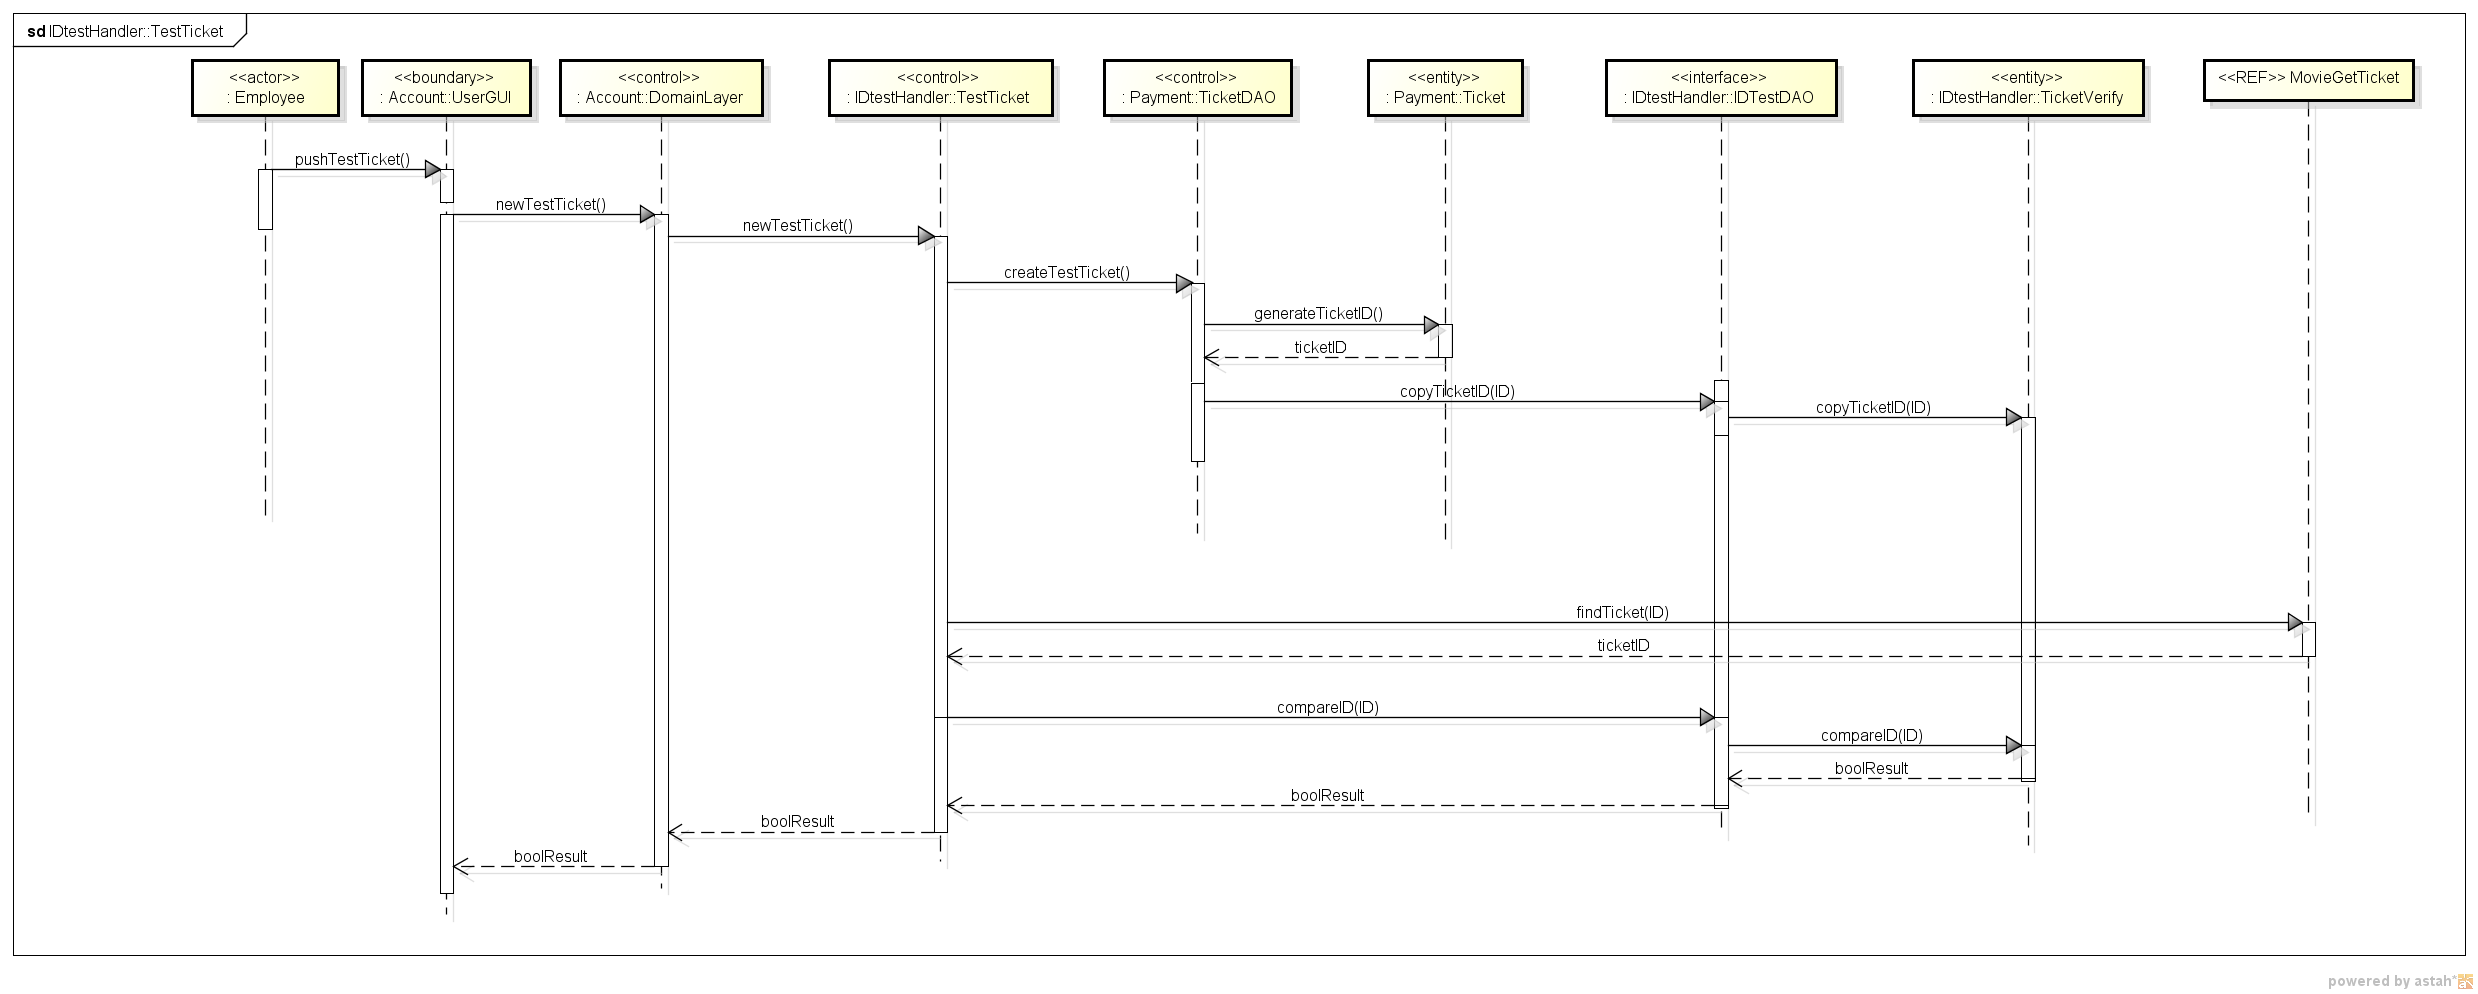 sd IDtestHandler::TestTicket
<<actor>>
: Employee
<<boundary>>
: Account::UserGUI
<<control>>
: Account::DomainLayer
<<control>>
: IDtestHandler::TestTicket
<<control>>
: Payment::TicketDAO
<<entity>>
: Payment::Ticket
<<interface>>
: IDtestHandler::IDTestDAO
<<entity>>
: IDtestHandler::TicketVerify
<<REF>> MovieGetTicket
pushTestTicket()
newTestTicket()
newTestTicket()
createTestTicket()
generateTicketID()
ticketID
copyTicketID(ID)
copyTicketID(ID)
findTicket(ID)
ticketID
compareID(ID)
compareID(ID)
boolResult
boolResult
boolResult
boolResult
powered by astah*